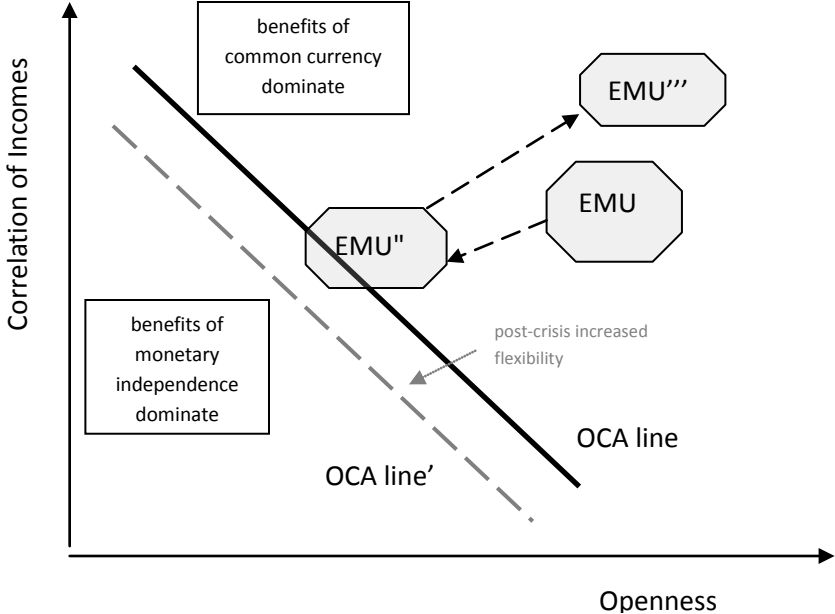 benefits of
common currency
dominate
Correlation of Incomes
EMU’’’
EMU
EMU"
benefits of
monetary
independence
dominate
post-crisis increased
flexibility
OCA line
OCA line’
Openness